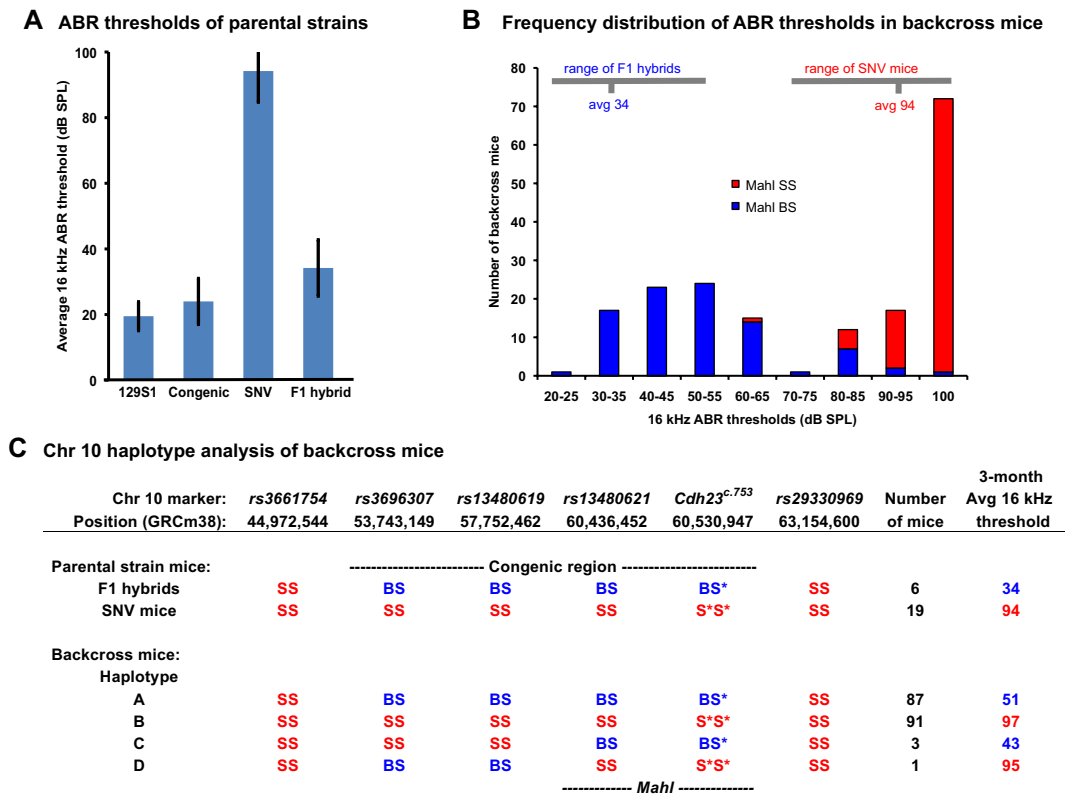 A ABR thresholds of parental strains
Average 16 kHz ABR threshold (dB SPL)
100
80
60
40
20
0
129S1 Congenic SNV F1 hybrid
B Frequency distribution of ABR thresholds in backcross mice
Number of backcross mice
80
70
60
50
40
30
20
10
0
range of F1 hybrids
avg 34
range of SNV mice
avg 94
Mahl SS
Mahl BS
20-25 30-35 40-45 50-55 60-65 70-75 80-85 90-95 100
16 kHz ABR thresholds (dB SPL)
C Chr 10 haplotype analysis of backcross mice
3-month
Chr 10 marker: rs3661754 rs3696307 rs13480619 rs13480621 Cdh23c.753 rs29330969 Number Avg 16 kHz
Position (GRCm38): 44,972,544 53,743,149 57,752,462 60,436,452 60,530,947 63,154,600 of mice threshold
Parental strain mice: ------------------------- Congenic region -------------------------
F1 hybrids SS BS BS BS BS* SS 6 34
SNV mice SS SS SS SS S*S* SS 19 94
Backcross mice:
Haplotype
A SS BS BS BS BS* SS 87 51
B SS SS SS SS S*S* SS 91 97
C SS SS SS BS BS* SS 3 43
D SS BS BS SS S*S* SS 1 95
------------- Mahl --------------